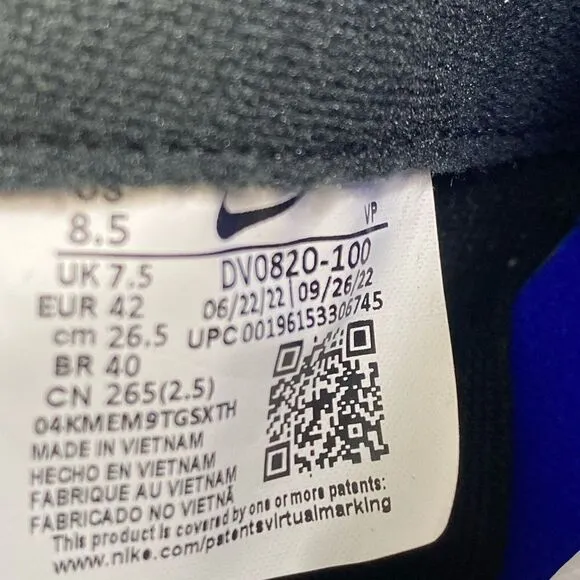 US
8.5
UK 7.5
EUR 42
cm 26.5
BR 40
CN 265(2.5)
04KMEM9TGSXTH
MADE IN VIETNAM
HECHO EN VIETNAM
FABRIQUE AU VIETNAM
FABRICADO NO VIETNÃ
VP
DV0820-100
06/22/22|09/26/22
UPC 00196153306745
This product is covered by one or more patents:
www.nike.com/patentsvirtualmarking